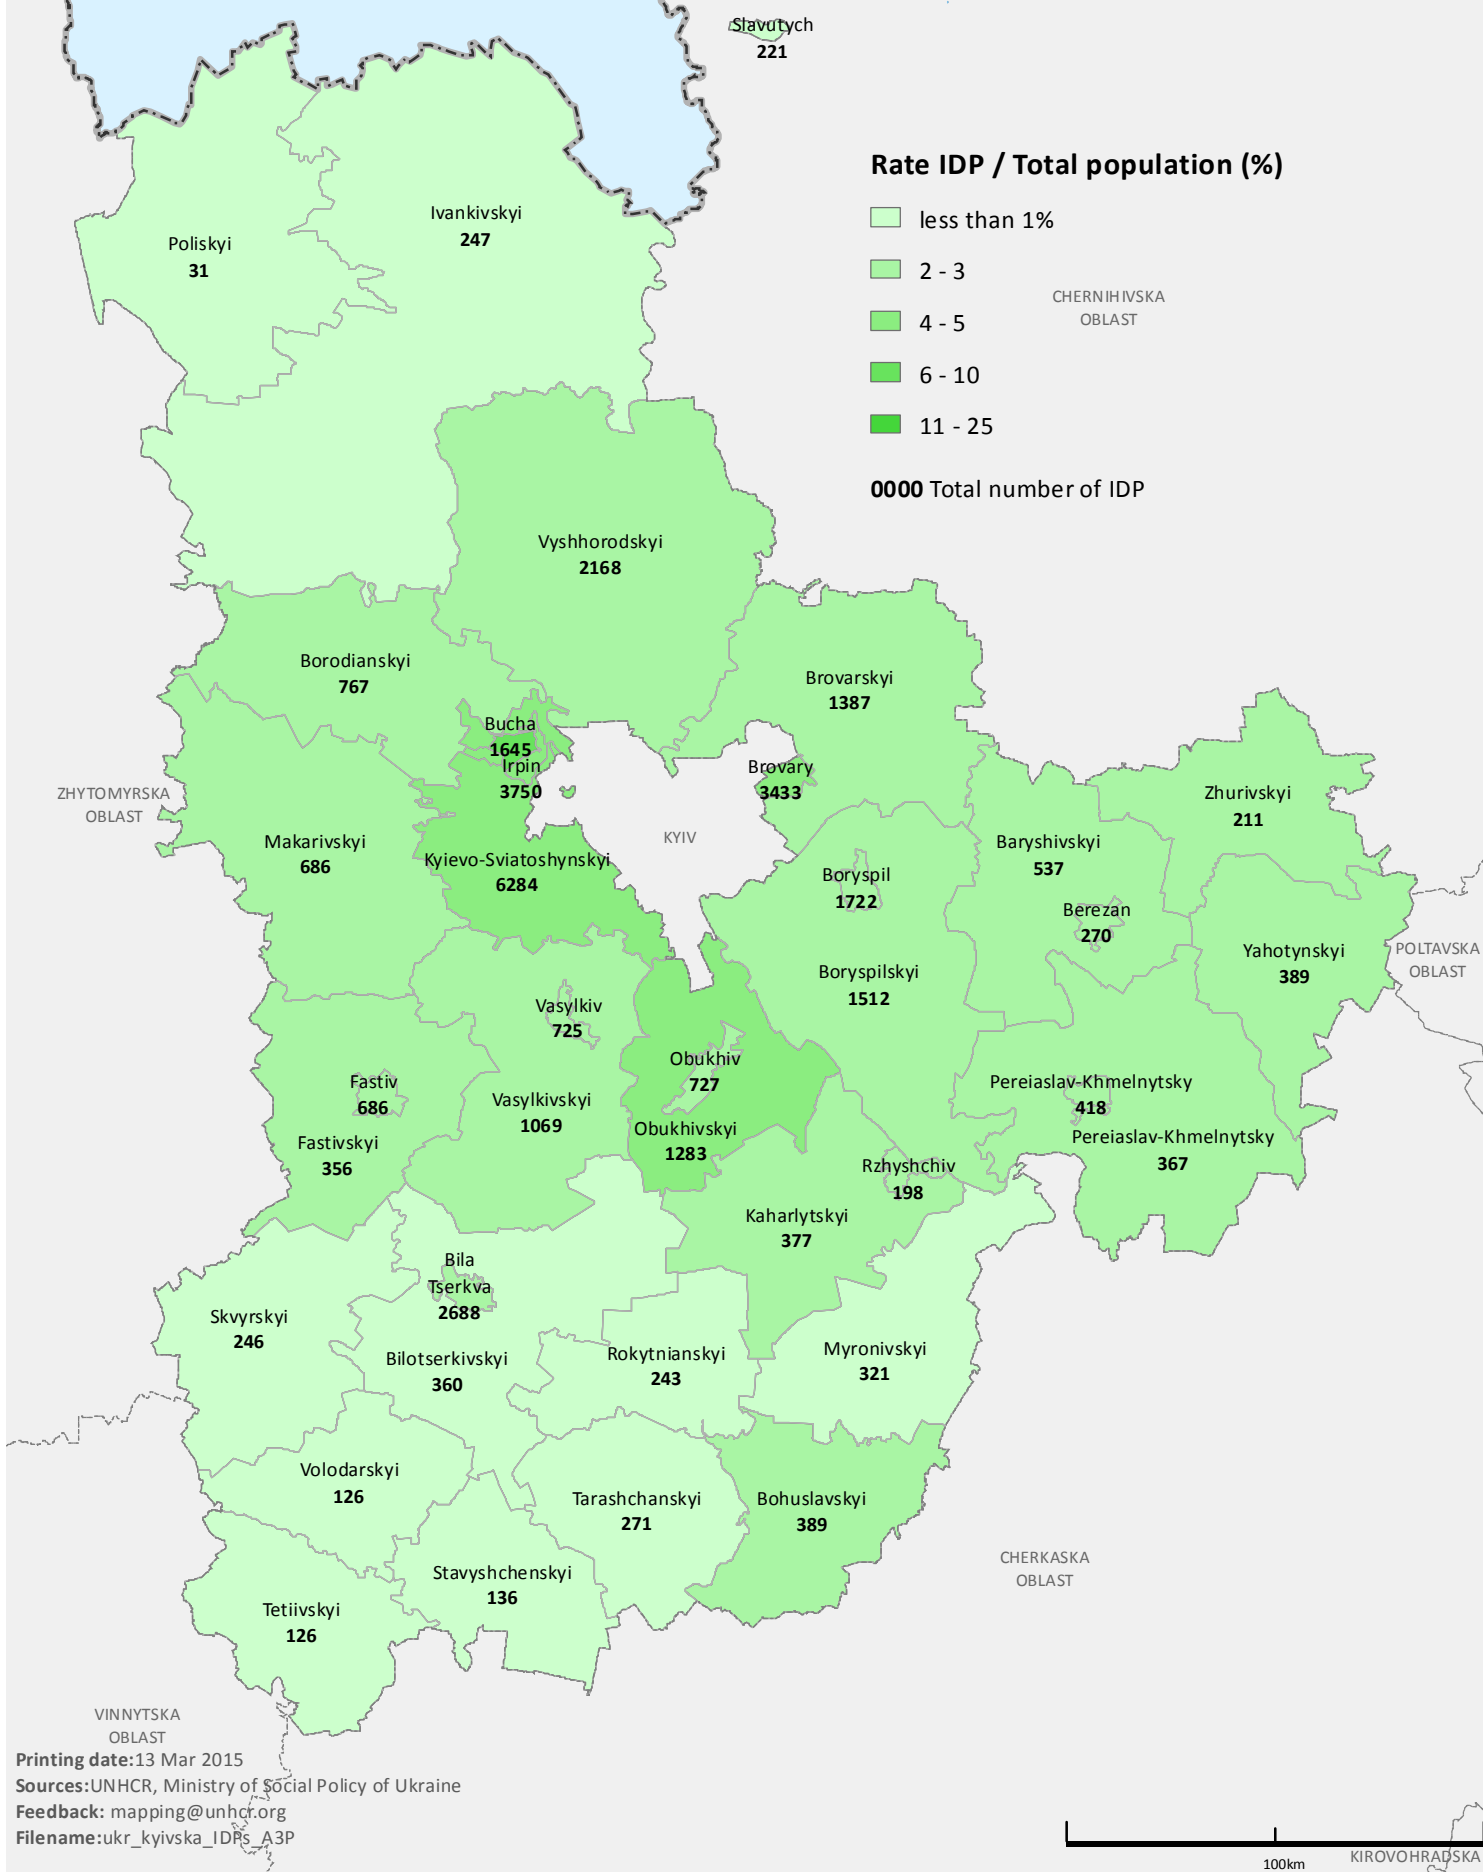 Slavutych
221
Rate IDP / Total population (%)
less than 1%
2 - 3
4 - 5
6 - 10
11 - 25
0000 Total number of IDP
CHERNIHIVSKA
OBLAST
Ivankivskyi
247
Poliskyi
31
Vyshhorodskyi
2168
Borodianskyi
767
Brovarskyi
1387
Bucha
1645
Irpin
3750
Brovary
3433
ZHYTOMYRSKA
OBLAST
Zhurivskyi
211
Makarivskyi
686
KYIV
Baryshivskyi
537
Kyievo-Sviatoshynskyi
6284
Boryspil
1722
Berezan
270
Yahotynskyi
389
POLTAVSKA
OBLAST
Boryspilskyi
1512
Vasylkiv
725
Obukhiv
727
Fastiv
686
Pereiaslav-Khmelnytsky
418
Vasylkivskyi
1069
Obukhivskyi
1283
Fastivskyi
356
Pereiaslav-Khmelnytsky
367
Rzhyshchiv
198
Kaharlytskyi
377
Bila
Tserkva
2688
Skvyrskyi
246
Bilotserkivskyi
360
Rokytnianskyi
243
Myronivskyi
321
Volodarskyi
126
Tarashchanskyi
271
Bohuslavskyi
389
CHERKASKA
OBLAST
Stavyshchenskyi
136
Tetiivskyi
126
VINNYTSKA
OBLAST
Printing date:13 Mar 2015
Sources:UNHCR, Ministry of Social Policy of Ukraine
Feedback: mapping@unhcr.org
Filename:ukr_kyivska_IDPs_A3P
100km
KIROVOHRADSKA